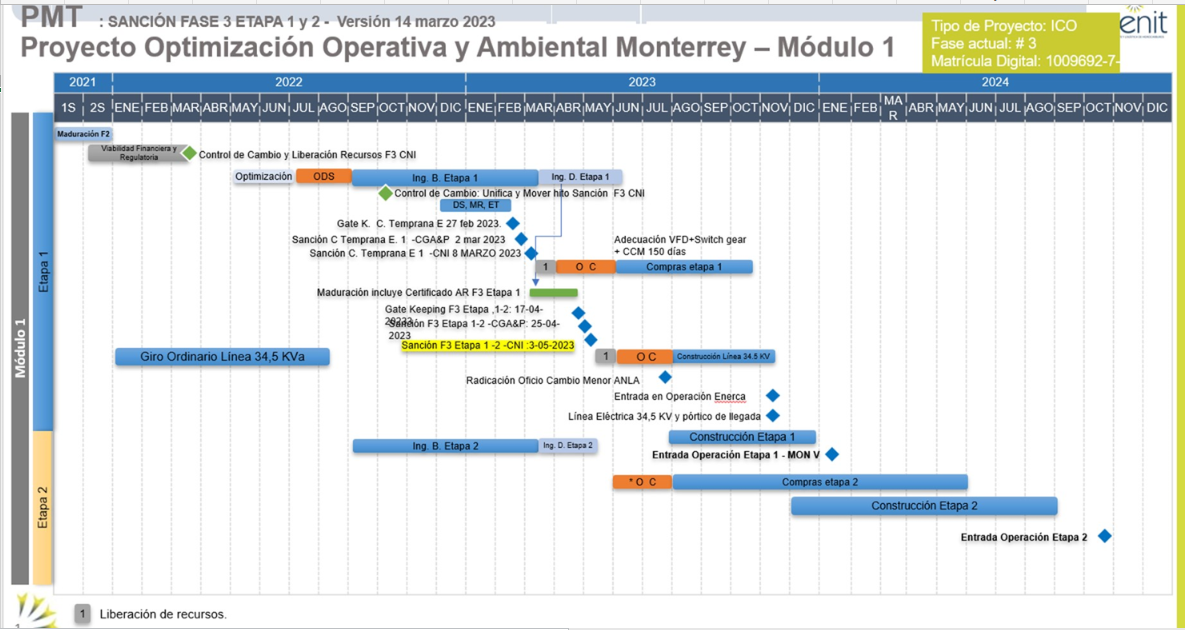 PMT : SANCIÓN FASE 3 ETAPA 1 y 2 - Versión 14 marzo 2023
Proyecto Optimización Operativa y Ambiental Monterrey – Módulo 1
Tipo de Proyecto: ICO
Fase actual: # 3
Matrícula Digital: 1009692-7-
enit
2021 2022 2023 2024
1S 2S ENE FEB MAR ABR MAY JUN JUL AGO SEP OCT NOV DIC ENE FEB MAR ABR MAY JUN JUL AGO SEP OCT NOV DIC ENE FEB MA ABR MAY JUN JUL AGO SEP OCT NOV DIC
R
Módulo 1
Etapa 1
Maduración F2
Viabilidad Financiera y
Regulatoria
Control de Cambio y Liberación Recursos F3 CNI
Optimización ODS Ing. B. Etapa 1 Ing. D. Etapa 1
Control de Cambio: Unifica y Mover hito Sanción F3 CNI
DS, MR, ET
Gate K. C. Temprana E 27 feb 2023.
Sanción C Temprana E. 1 -CGA&P 2 mar 2023
Sanción C. Temprana E 1 -CNI 8 MARZO 2023
Adecuación VFD+Switch gear
+ CCM 150 días
1 O C Compras etapa 1
Maduración incluye Certificado AR F3 Etapa 1
Gate Keeping F3 Etapa ,1-2: 17-04-
Sanción F3 Etapa 1-2 -CGA&P: 25-04-
2023
Sanción F3 Etapa 1 -2 -CNI :3-05-2023
Giro Ordinario Línea 34,5 KVa
1 O C Construcción Línea 34.5 KV
Radicación Oficio Cambio Menor ANLA
Entrada en Operación Enerca
Línea Eléctrica 34,5 KV y pórtico de llegada
Construcción Etapa 1
Etapa 2
Ing. B. Etapa 2 Ing. D. Etapa 2
Entrada Operación Etapa 1 - MON V
* O C Compras etapa 2
Construcción Etapa 2
Entrada Operación Etapa 2
1 Liberación de recursos.
1